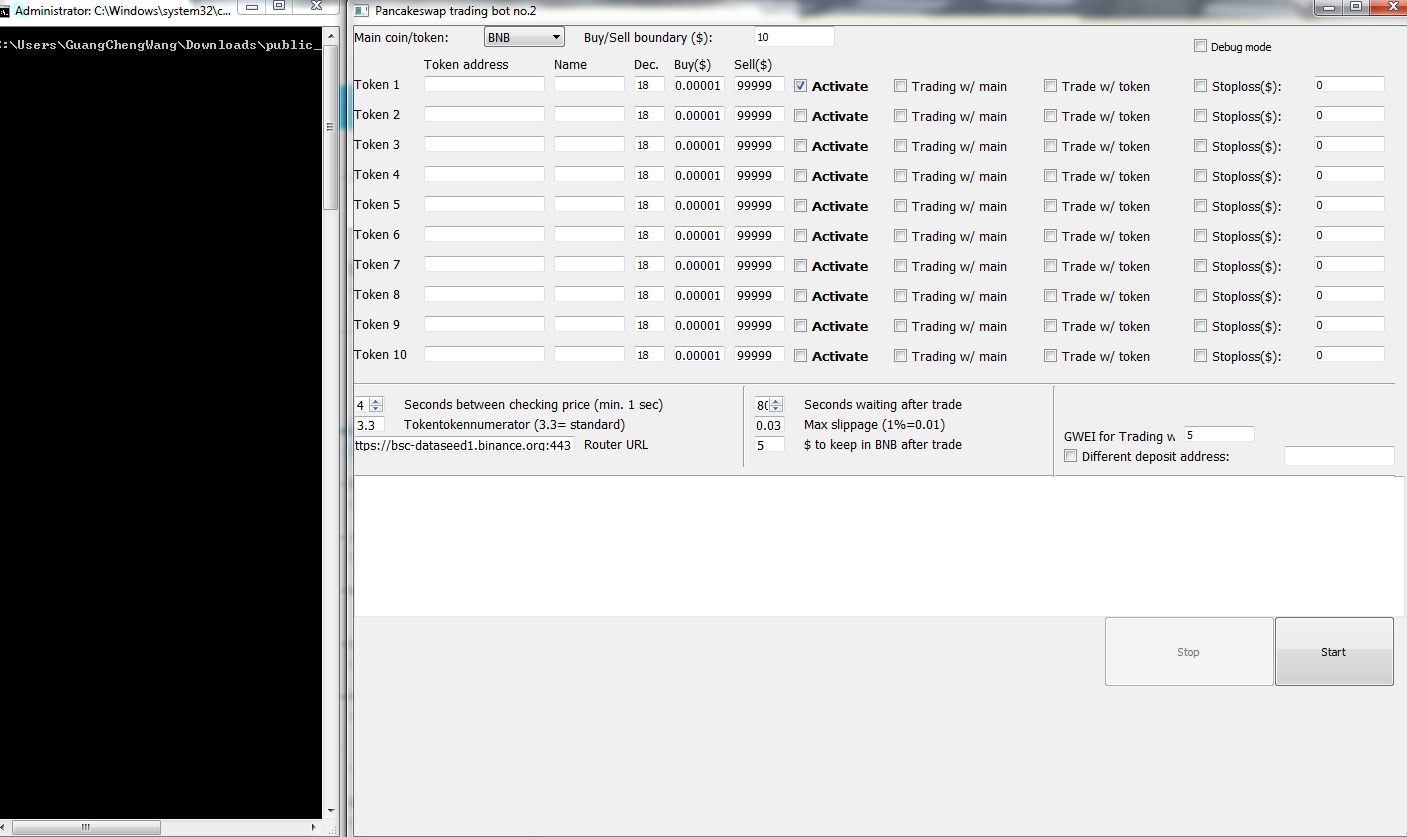 Administrator: C:\Windows\system32\c...
:\Users\GuangChengWang\Downloads\public_
Pancakeswap trading bot no.2
Main coin/token: BNB Buy/Sell boundary ($): 10 Debug mode
Token address Name Dec. Buy($) Sell($)
Token 1 18 0.00001 99999 Activate Trading w/ main Trade w/ token Stoploss($): 0
Token 2 18 0.00001 99999 Activate Trading w/ main Trade w/ token Stoploss($): 0
Token 3 18 0.00001 99999 Activate Trading w/ main Trade w/ token Stoploss($): 0
Token 4 18 0.00001 99999 Activate Trading w/ main Trade w/ token Stoploss($): 0
Token 5 18 0.00001 99999 Activate Trading w/ main Trade w/ token Stoploss($): 0
Token 6 18 0.00001 99999 Activate Trading w/ main Trade w/ token Stoploss($): 0
Token 7 18 0.00001 99999 Activate Trading w/ main Trade w/ token Stoploss($): 0
Token 8 18 0.00001 99999 Activate Trading w/ main Trade w/ token Stoploss($): 0
Token 9 18 0.00001 99999 Activate Trading w/ main Trade w/ token Stoploss($): 0
Token 10 18 0.00001 99999 Activate Trading w/ main Trade w/ token Stoploss($): 0
4 Seconds between checking price (min. 1 sec) 80 Seconds waiting after trade
3.3 Tokentokennumerator (3.3= standard) 0.03 Max slippage (1%=0.01)
GWEI for Trading w 5
ttps://bsc-dataseed1.binance.org:443 Router URL 5 $ to keep in BNB after trade
Different deposit address:
Stop Start